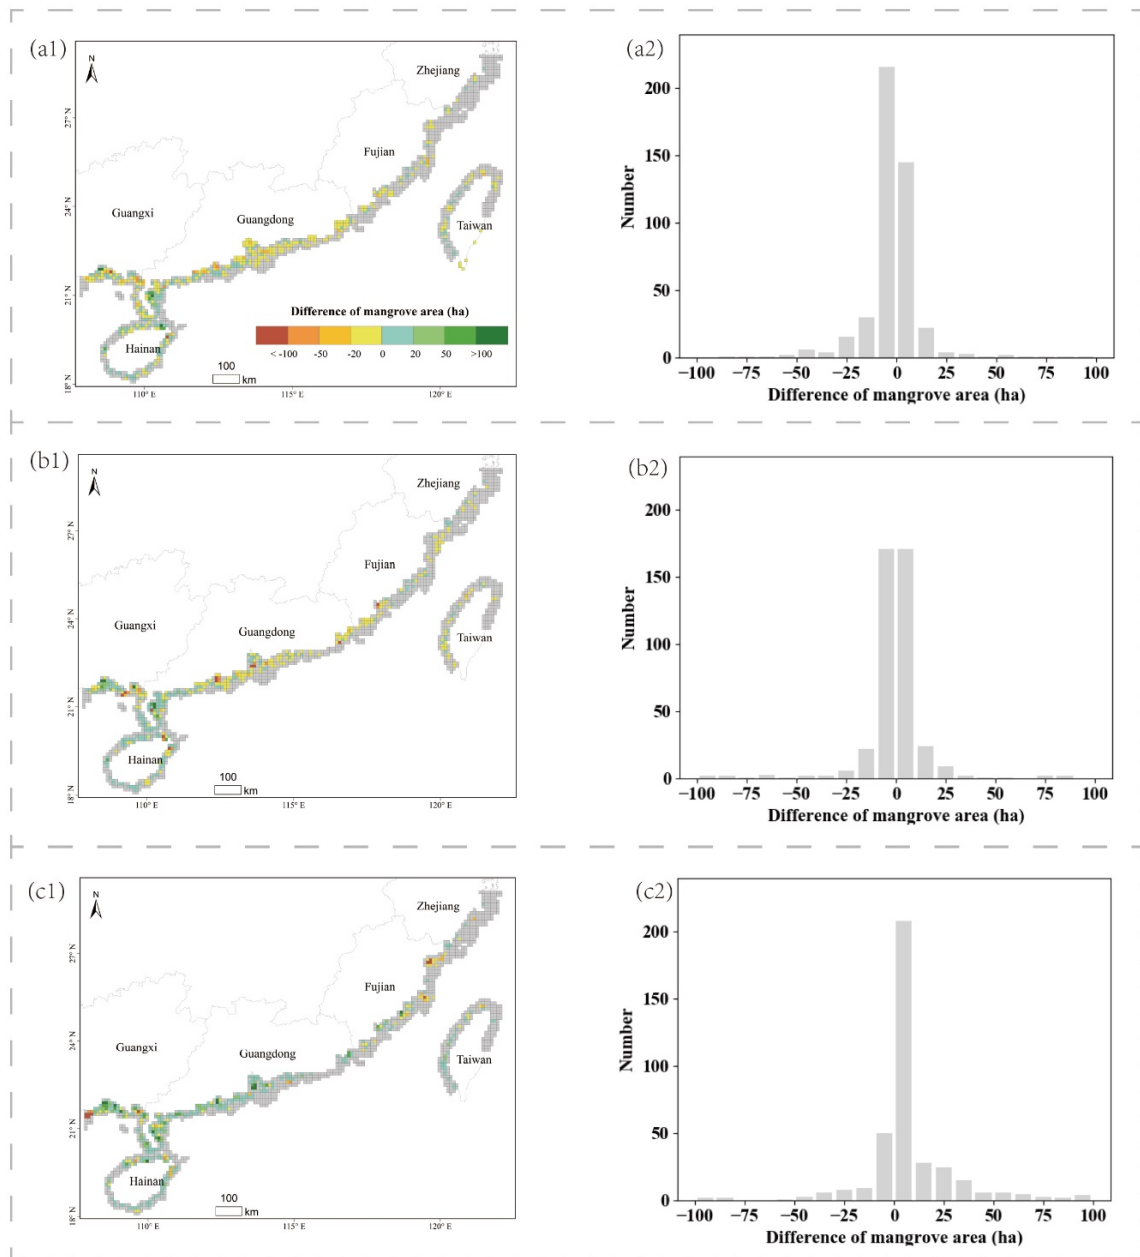 (a1)
N
Zhejiang
Fujian
Guangxi
Guangdong
Taiwan
Hainan
27° N
24° N
21° N
18° N
Difference of mangrove area (ha)
<-100 -50 -20 0 20 50 >100
100
km
110° E 115° E 120° E
(a2)
Number
200
150
100
50
0
−100 −75 −50 −25 0 25 50 75 100
Difference of mangrove area (ha)
(b1)
N
Zhejiang
Fujian
Guangxi
Guangdong
Taiwan
Hainan
27° N
24° N
21° N
18° N
100
km
110° E 115° E 120° E
(b2)
Number
200
150
100
50
0
−100 −75 −50 −25 0 25 50 75 100
Difference of mangrove area (ha)
(c1)
N
Zhejiang
Fujian
Guangxi
Guangdong
Taiwan
Hainan
27° N
24° N
21° N
18° N
100
km
110° E 115° E 120° E
(c2)
Number
200
150
100
50
0
−100 −75 −50 −25 0 25 50 75 100
Difference of mangrove area (ha)